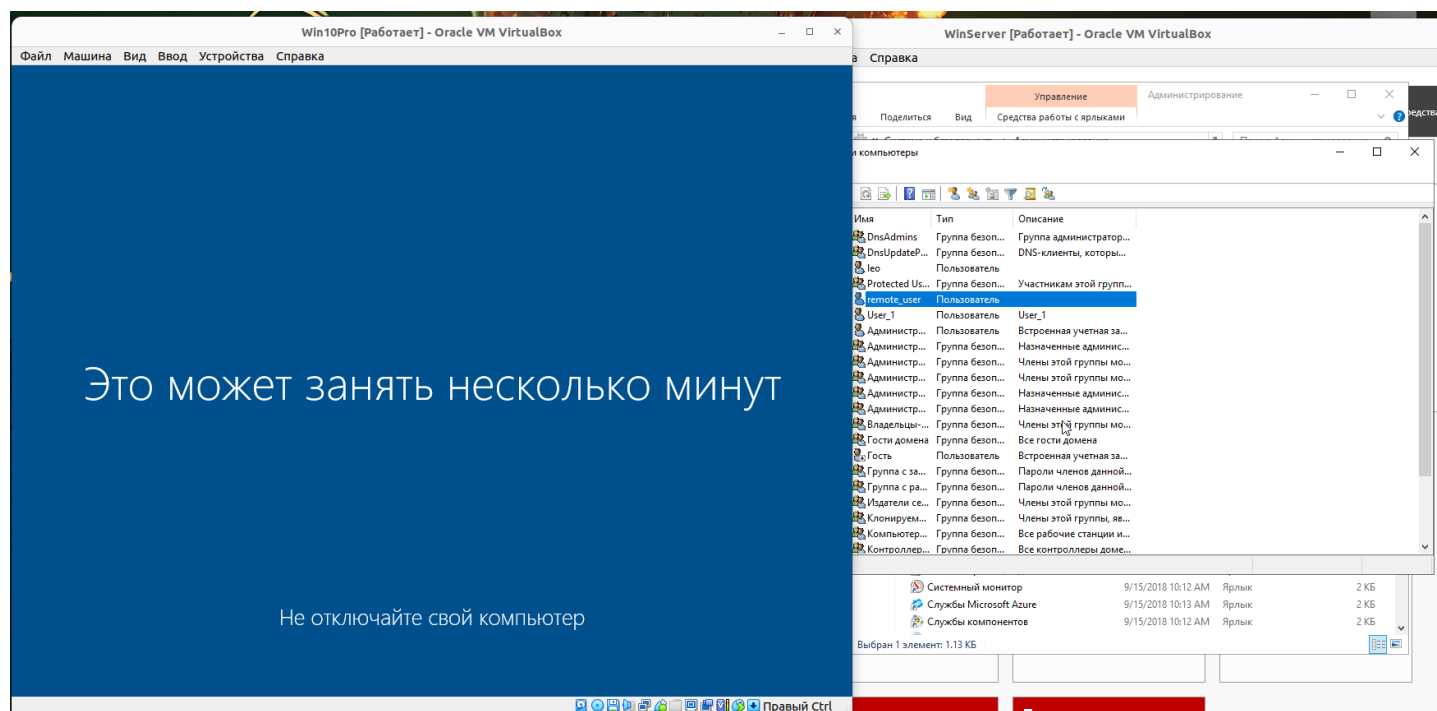 Win10Pro [Работает] - Oracle VM VirtualBox
Файл Машина Вид Ввод Устройства Справка
Это может занять несколько минут
Не отключайте свой компьютер
Правый Ctrl
WinServer [Работает] - Oracle VM VirtualBox
а Справка
Управление Администрирование
Поделиться Вид Средства работы с ярлыками
и компьютеры
Имя Тип Описание
DnsAdmins Группа безоп... Группа администратор...
DnsUpdateP... Группа безоп... DNS-клиенты, которы...
leo Пользователь
Protected Us... Группа безоп... Участникам этой групп...
remote_user Пользователь
User_1 Пользователь User_1
Администр... Пользователь Встроенная учетная за...
Администр... Группа безоп... Назначенные админис...
Администр... Группа безоп... Члены этой группы мо...
Администр... Группа безоп... Члены этой группы мо...
Администр... Группа безоп... Назначенные админис...
Администр... Группа безоп... Назначенные админис...
Владельцы-... Группа безоп... Члены этой группы мо...
Гости домена Группа безоп... Все гости домена
Гость Пользователь Встроенная учетная за...
Группа с за... Группа безоп... Пароли членов данной...
Группа с ра... Группа безоп... Пароли членов данной...
Издатели се... Группа безоп... Члены этой группы мо...
Клонируем... Группа безоп... Члены этой группы, яв...
Компьютер... Группа безоп... Все рабочие станции и...
Контроллер... Группа безоп... Все контроллеры доме...
Системный монитор 9/15/2018 10:12 AM Ярлык 2 КБ
Службы Microsoft Azure 9/15/2018 10:13 AM Ярлык 2 КБ
Службы компонентов 9/15/2018 10:12 AM Ярлык 2 КБ
Выбран 1 элемент: 1.13 КБ